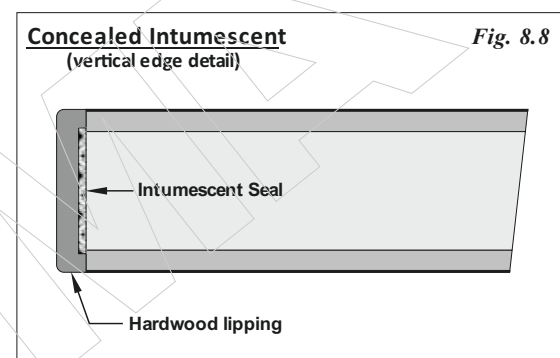 Concealed Intumescent
Fig. 8.8
(vertical edge detail)
Intumescent Seal
Hardwood lipping